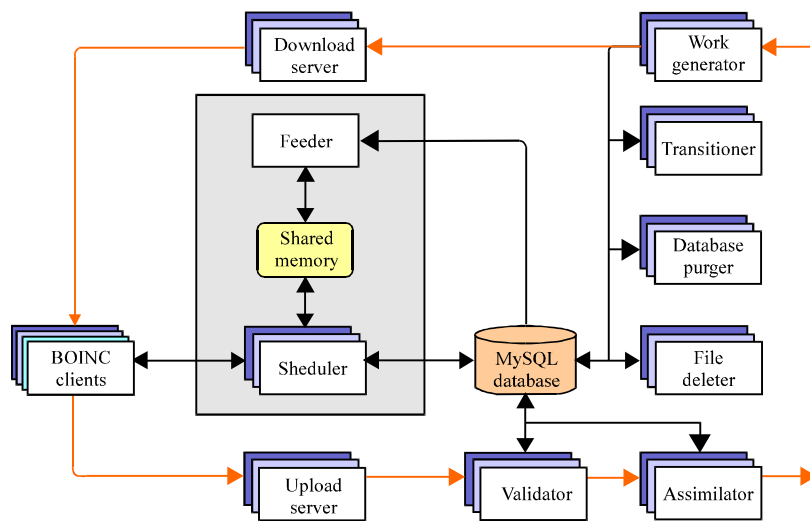 Download
server
Work
generator
Feeder
Transitioner
Shared
memory
Database
purger
BOINC
clients
Sheduler
MySQL
database
File
deleter
Upload
server
Validator
Assimilator